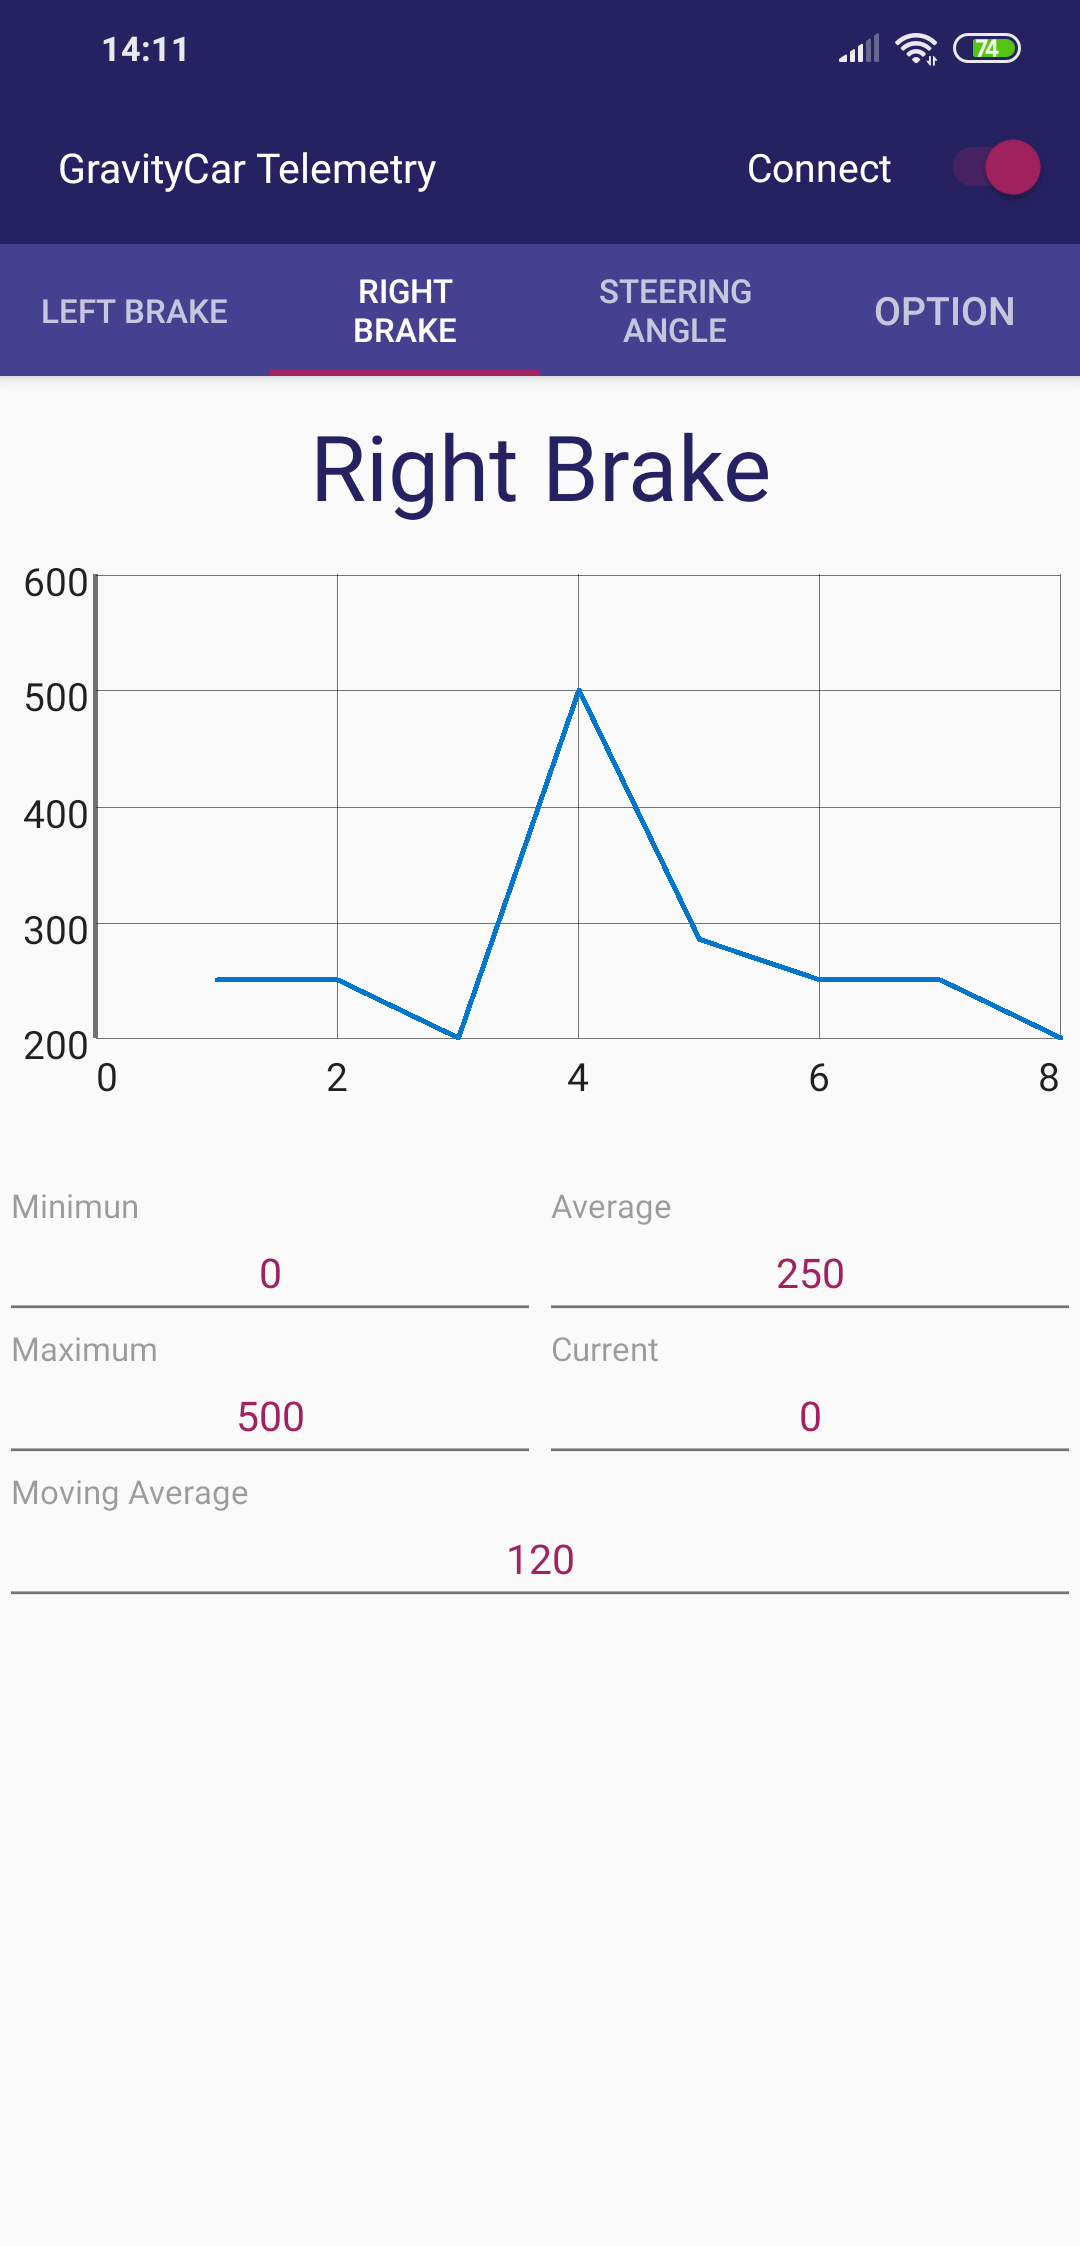 14:11
74
GravityCar Telemetry
Connect
LEFT BRAKE
RIGHT
BRAKE
STEERING
ANGLE
OPTION
Right Brake
600
500
400
300
200
0 2 4 6 8
Minimun
0
Average
250
Maximum
500
Current
0
Moving Average
120